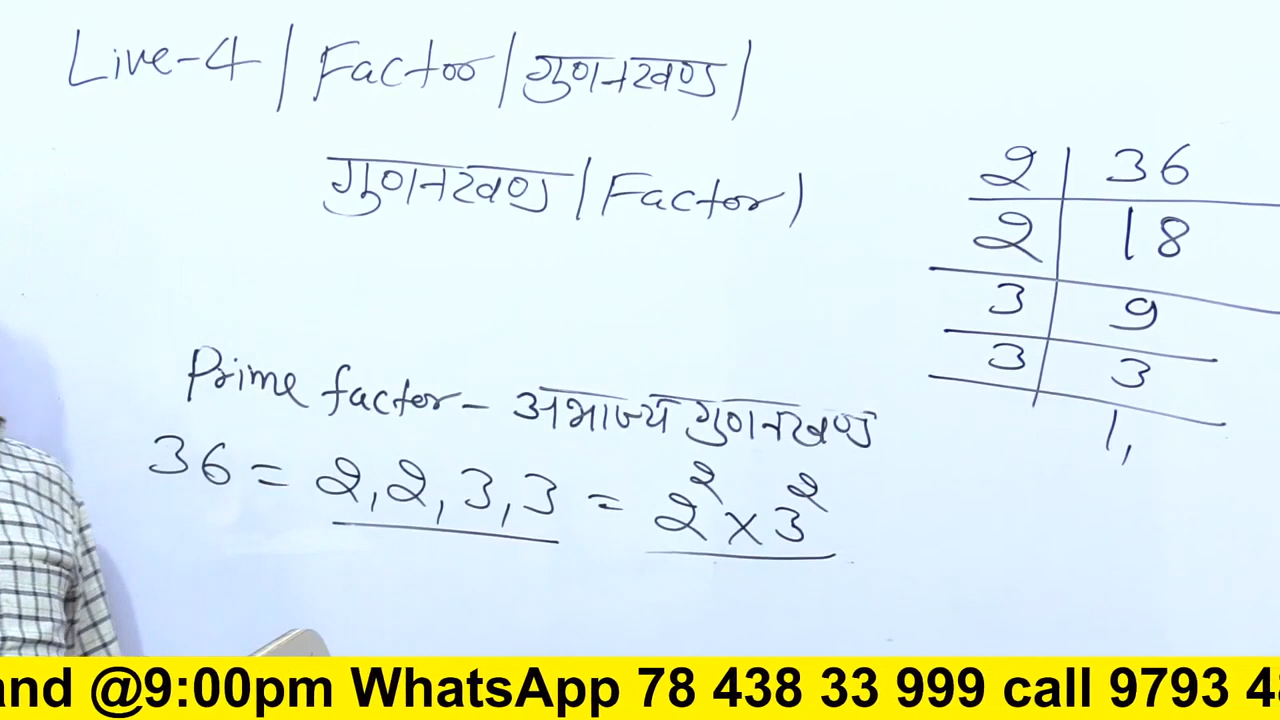 Live-4 | Factor | गुणनखण्ड |
गुणनखण्ड | Factor)
2 | 36
2 | 18
3 | 9
3 | 3
1,
Prime factor - अभाज्य गुणनखण्ड
36 = 2, 2, 3, 3 = 2² × 3²
and @9:00pm WhatsApp 78 438 33 999 call 9793 48